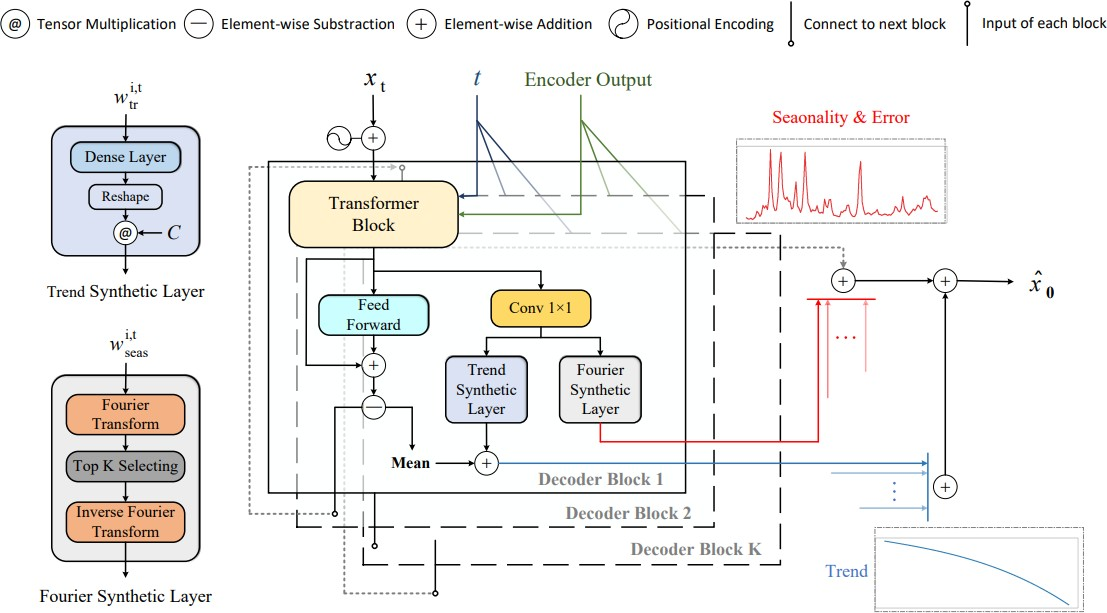 @ Tensor Multiplication
— Element-wise Substraction
+ Element-wise Addition
Positional Encoding
Connect to next block
Input of each block
w_tr^i,t
Dense Layer
Reshape
@ C
Trend Synthetic Layer
w_seas^i,t
Fourier
Transform
Top K Selecting
Inverse Fourier
Transform
Fourier Synthetic Layer
x_t
t
Encoder Output
+
Transformer
Block
Feed
Forward
Conv 1×1
+
—
Trend
Synthetic
Layer
Fourier
Synthetic
Layer
Mean
+
Decoder Block 1
Decoder Block 2
Decoder Block K
Seaonality & Error
+
+
x̂_0
...
⋮
+
Trend